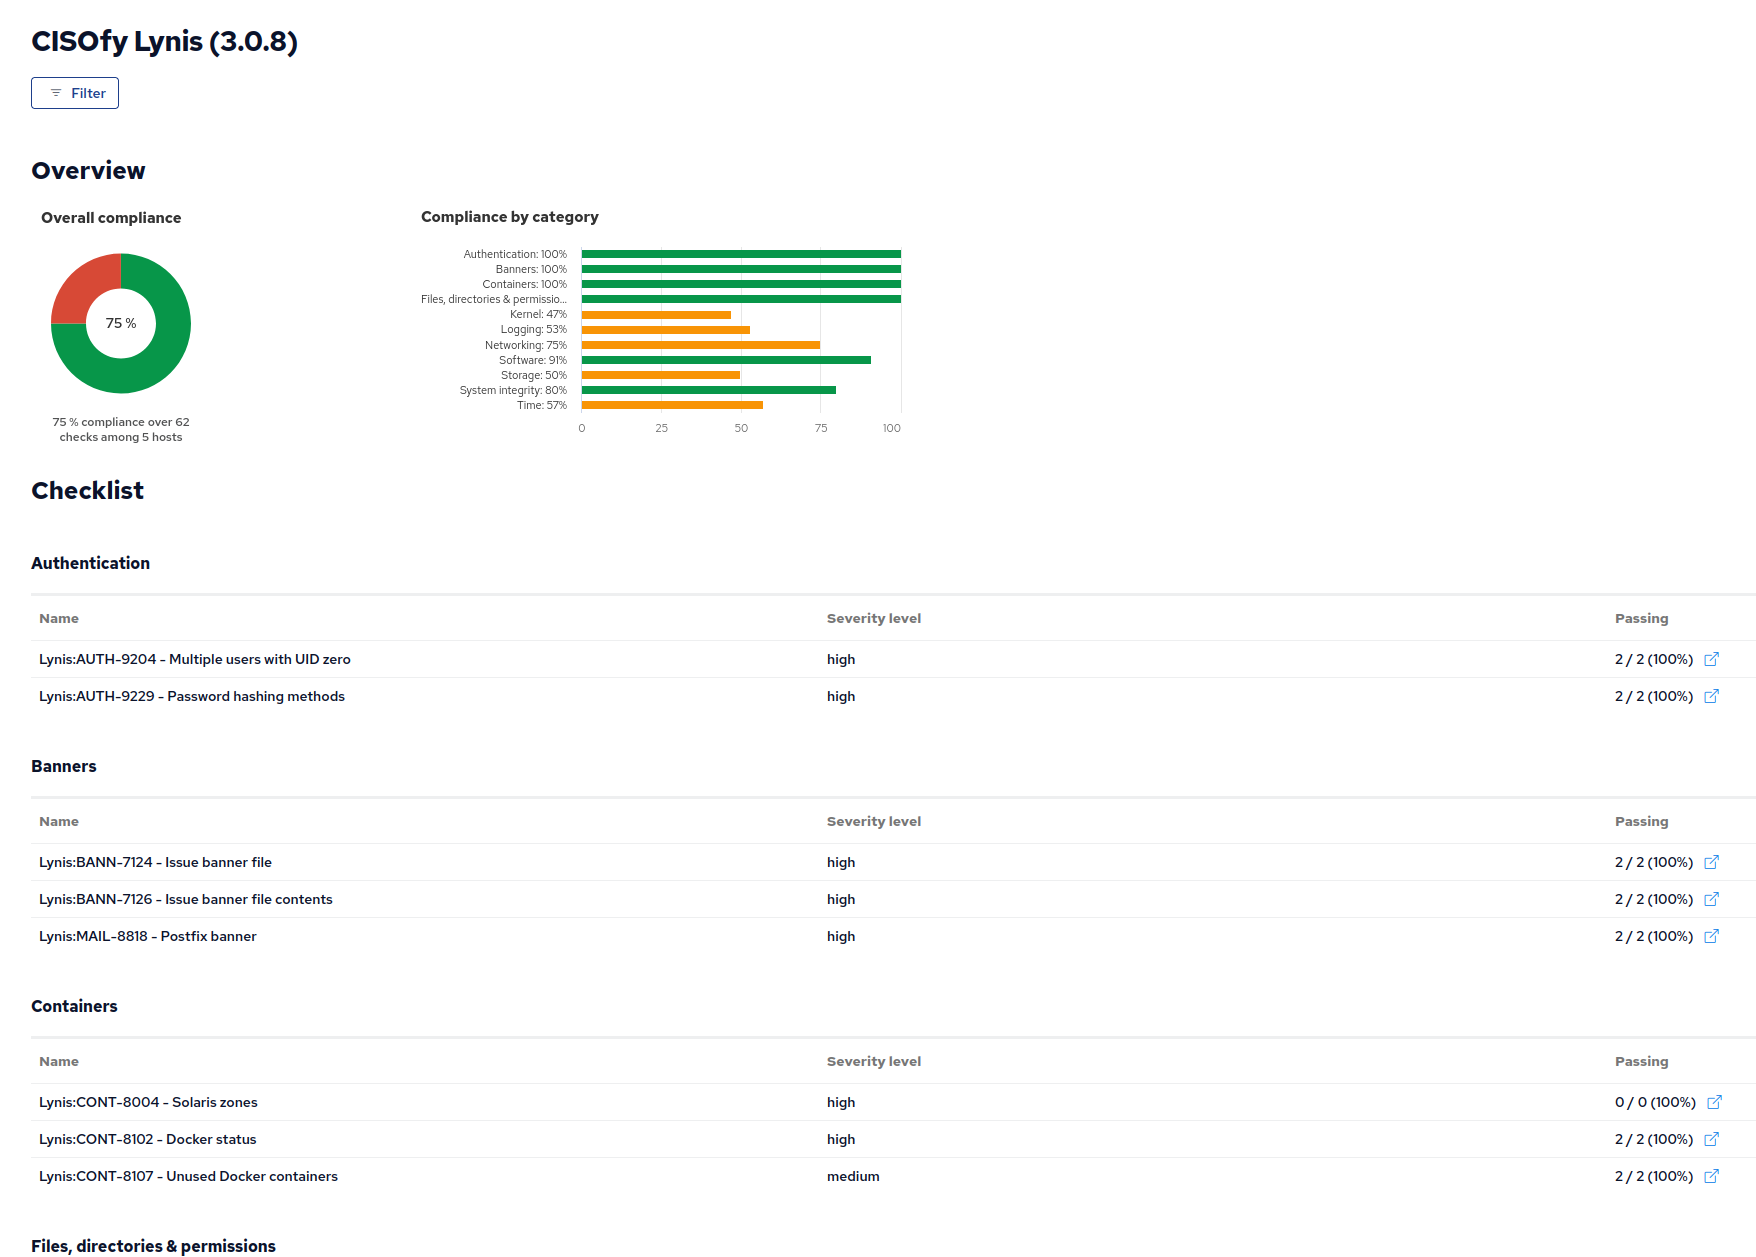 CISOfy Lynis (3.0.8)
Filter
Overview
Overall compliance
75 %
75 % compliance over 62
checks among 5 hosts
Compliance by category
Authentication: 100%
Banners: 100%
Containers: 100%
Files, directories & permissio...
Kernel: 47%
Logging: 53%
Networking: 75%
Software: 91%
Storage: 50%
System integrity: 80%
Time: 57%
0 25 50 75 100
Checklist
Authentication
Name Severity level Passing
Lynis:AUTH-9204 - Multiple users with UID zero high 2 / 2 (100%)
Lynis:AUTH-9229 - Password hashing methods high 2 / 2 (100%)
Banners
Name Severity level Passing
Lynis:BANN-7124 - Issue banner file high 2 / 2 (100%)
Lynis:BANN-7126 - Issue banner file contents high 2 / 2 (100%)
Lynis:MAIL-8818 - Postfix banner high 2 / 2 (100%)
Containers
Name Severity level Passing
Lynis:CONT-8004 - Solaris zones high 0 / 0 (100%)
Lynis:CONT-8102 - Docker status high 2 / 2 (100%)
Lynis:CONT-8107 - Unused Docker containers medium 2 / 2 (100%)
Files, directories & permissions